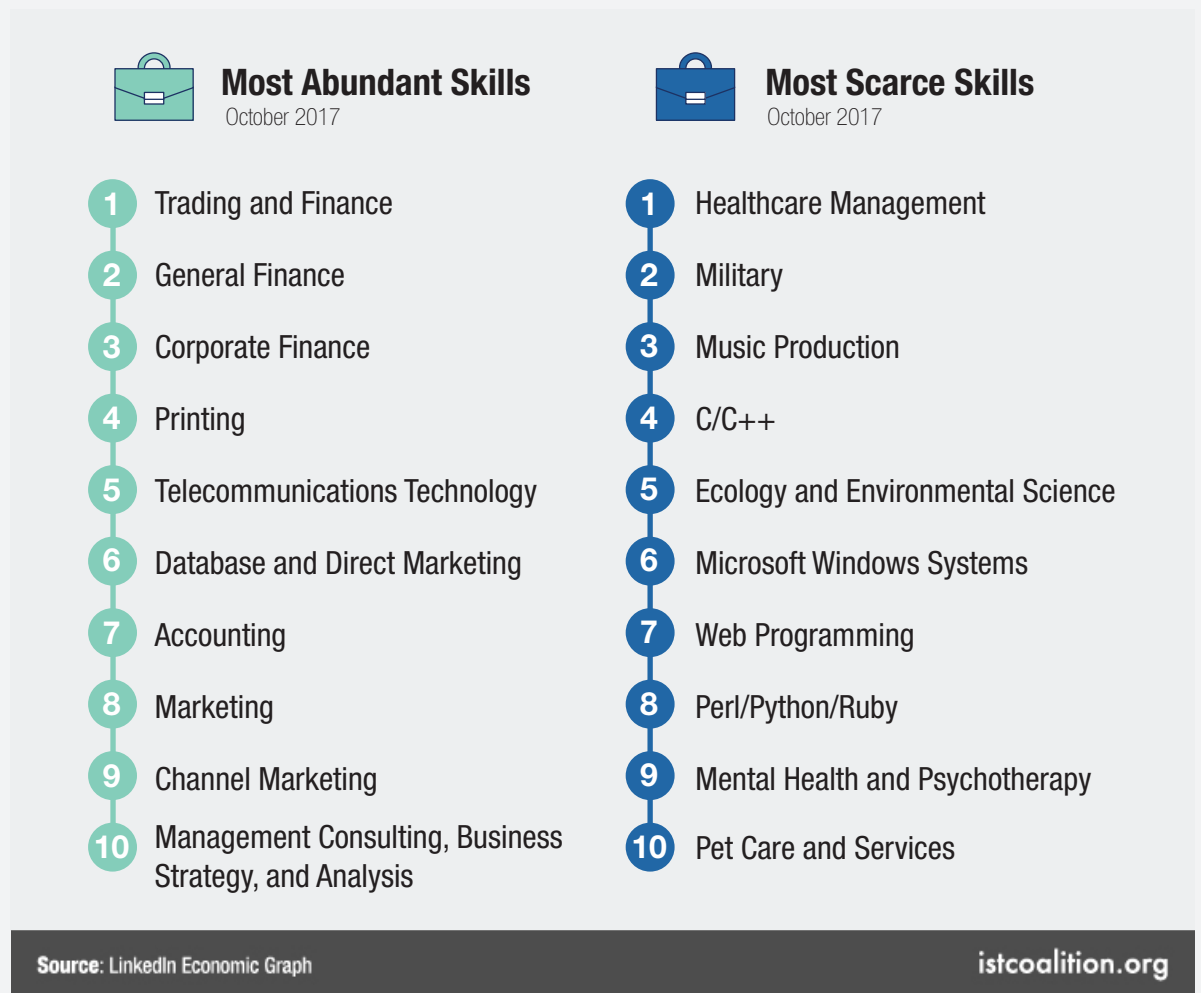 Most Abundant Skills
October 2017
1 Trading and Finance
2 General Finance
3 Corporate Finance
4 Printing
5 Telecommunications Technology
6 Database and Direct Marketing
7 Accounting
8 Marketing
9 Channel Marketing
10 Management Consulting, Business
Strategy, and Analysis
Most Scarce Skills
October 2017
1 Healthcare Management
2 Military
3 Music Production
4 C/C++
5 Ecology and Environmental Science
6 Microsoft Windows Systems
7 Web Programming
8 Perl/Python/Ruby
9 Mental Health and Psychotherapy
10 Pet Care and Services
Source: LinkedIn Economic Graph
istcoalition.org